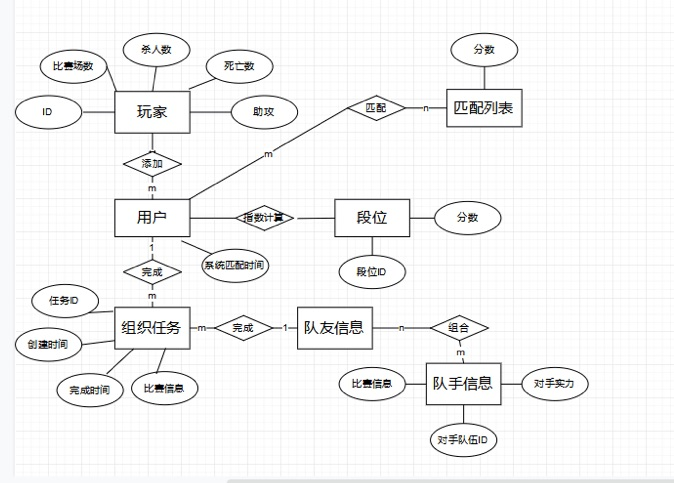 杀人数
分数
比赛场数
死亡数
ID
玩家
助攻
匹配
n
匹配列表
m
添加
m
用户
指数计算
段位
分数
1
系统匹配时间
完成
段位ID
m
任务ID
组织任务
m
完成
1
队友信息
n
组合
创建时间
m
完成时间
比赛信息
比赛信息
队手信息
对手实力
对手队伍ID